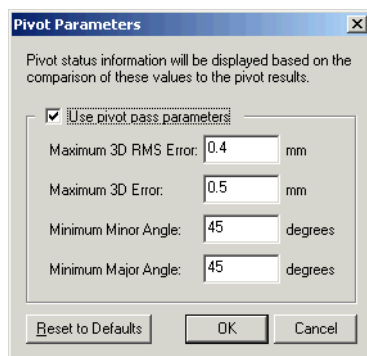 Pivot Parameters
Pivot status information will be displayed based on the
comparison of these values to the pivot results.
Use pivot pass parameters
Maximum 3D RMS Error: 0.4 mm
Maximum 3D Error: 0.5 mm
Minimum Minor Angle: 45 degrees
Minimum Major Angle: 45 degrees
Reset to Defaults OK Cancel